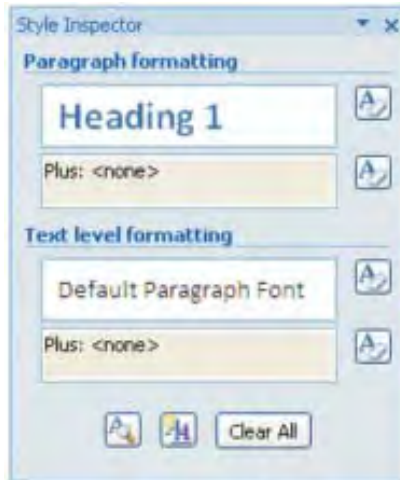 Style Inspector
Paragraph formatting
Heading 1
Plus: <none>
Text level formatting
Default Paragraph Font
Plus: <none>
Clear All